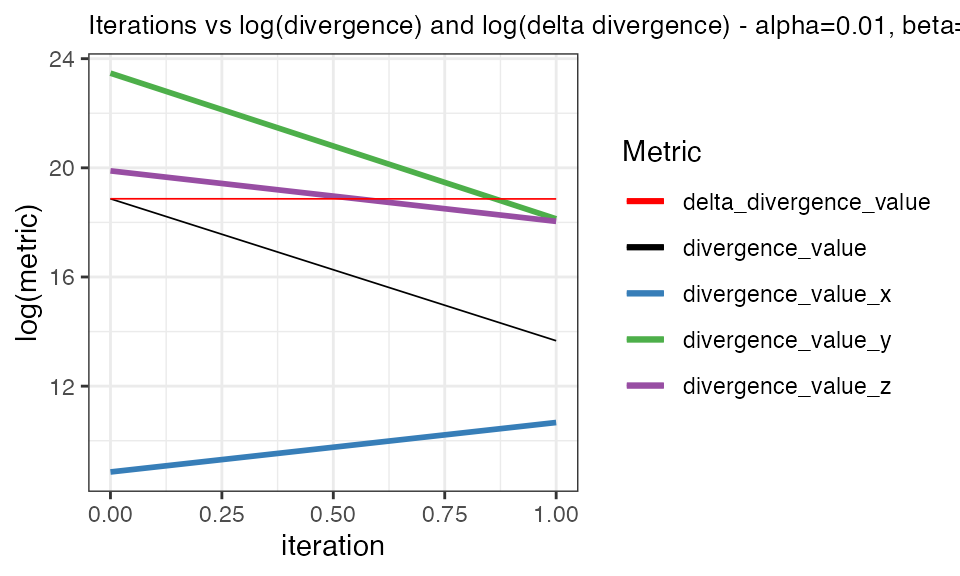 Iterations vs log(divergence) and log(delta divergence) - alpha=0.01, beta=
24
20
16
12
log(metric)
0.00 0.25 0.50 0.75 1.00
iteration
Metric
delta_divergence_value
divergence_value
divergence_value_x
divergence_value_y
divergence_value_z